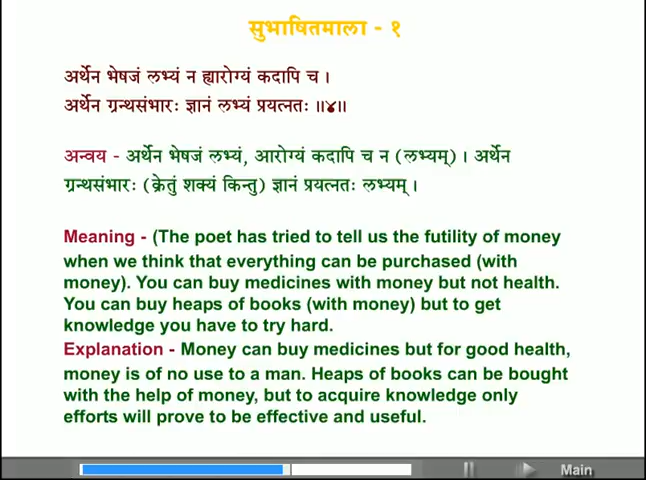 सुभाषितमाला - १
अर्थेन भेषजं लभ्यं न ह्यारोग्यं कदापि च ।
अर्थेन ग्रन्थसंभारः ज्ञानं लभ्यं प्रयत्नतः ॥४॥
अन्वय - अर्थेन भेषजं लभ्यं, आरोग्यं कदापि च न (लभ्यम्) । अर्थेन
ग्रन्थसंभारः (क्रेतुं शक्यं किन्तु) ज्ञानं प्रयत्नतः लभ्यम् ।
Meaning - (The poet has tried to tell us the futility of money
when we think that everything can be purchased (with
money). You can buy medicines with money but not health.
You can buy heaps of books (with money) but to get
knowledge you have to try hard.
Explanation - Money can buy medicines but for good health,
money is of no use to a man. Heaps of books can be bought
with the help of money, but to acquire knowledge only
efforts will prove to be effective and useful.
Main